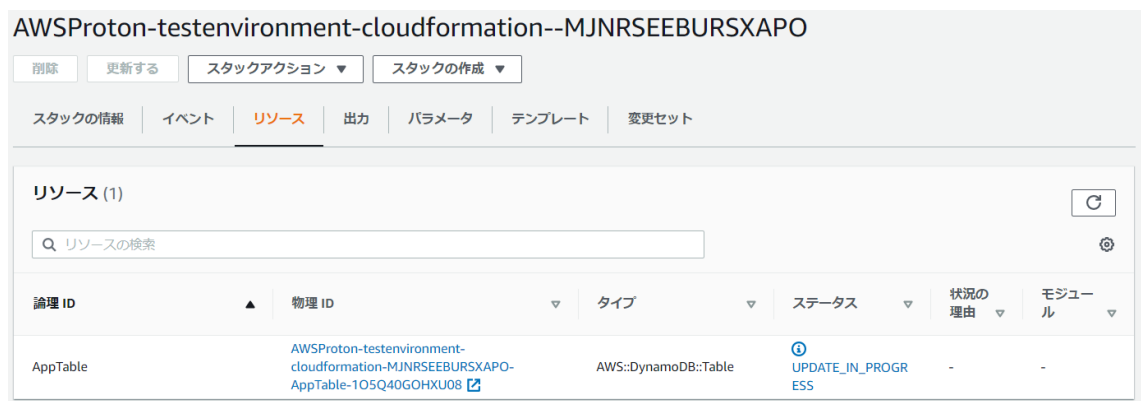 AWSProton-testenvironment-cloudformation--MJNRSEEBURSXAPO
削除 更新する スタックアクション ▼ スタックの作成 ▼
スタックの情報 イベント リソース 出力 パラメータ テンプレート 変更セット
リソース (1)
リソースの検索
論理 ID 物理 ID タイプ ステータス 状況の理由 モジュール
AppTable
AWSProton-testenvironment-
cloudformation-MJNRSEEBURSXAPO-
AppTable-1O5Q40GOHXU08
AWS::DynamoDB::Table
UPDATE_IN_PROGR
ESS
-
-